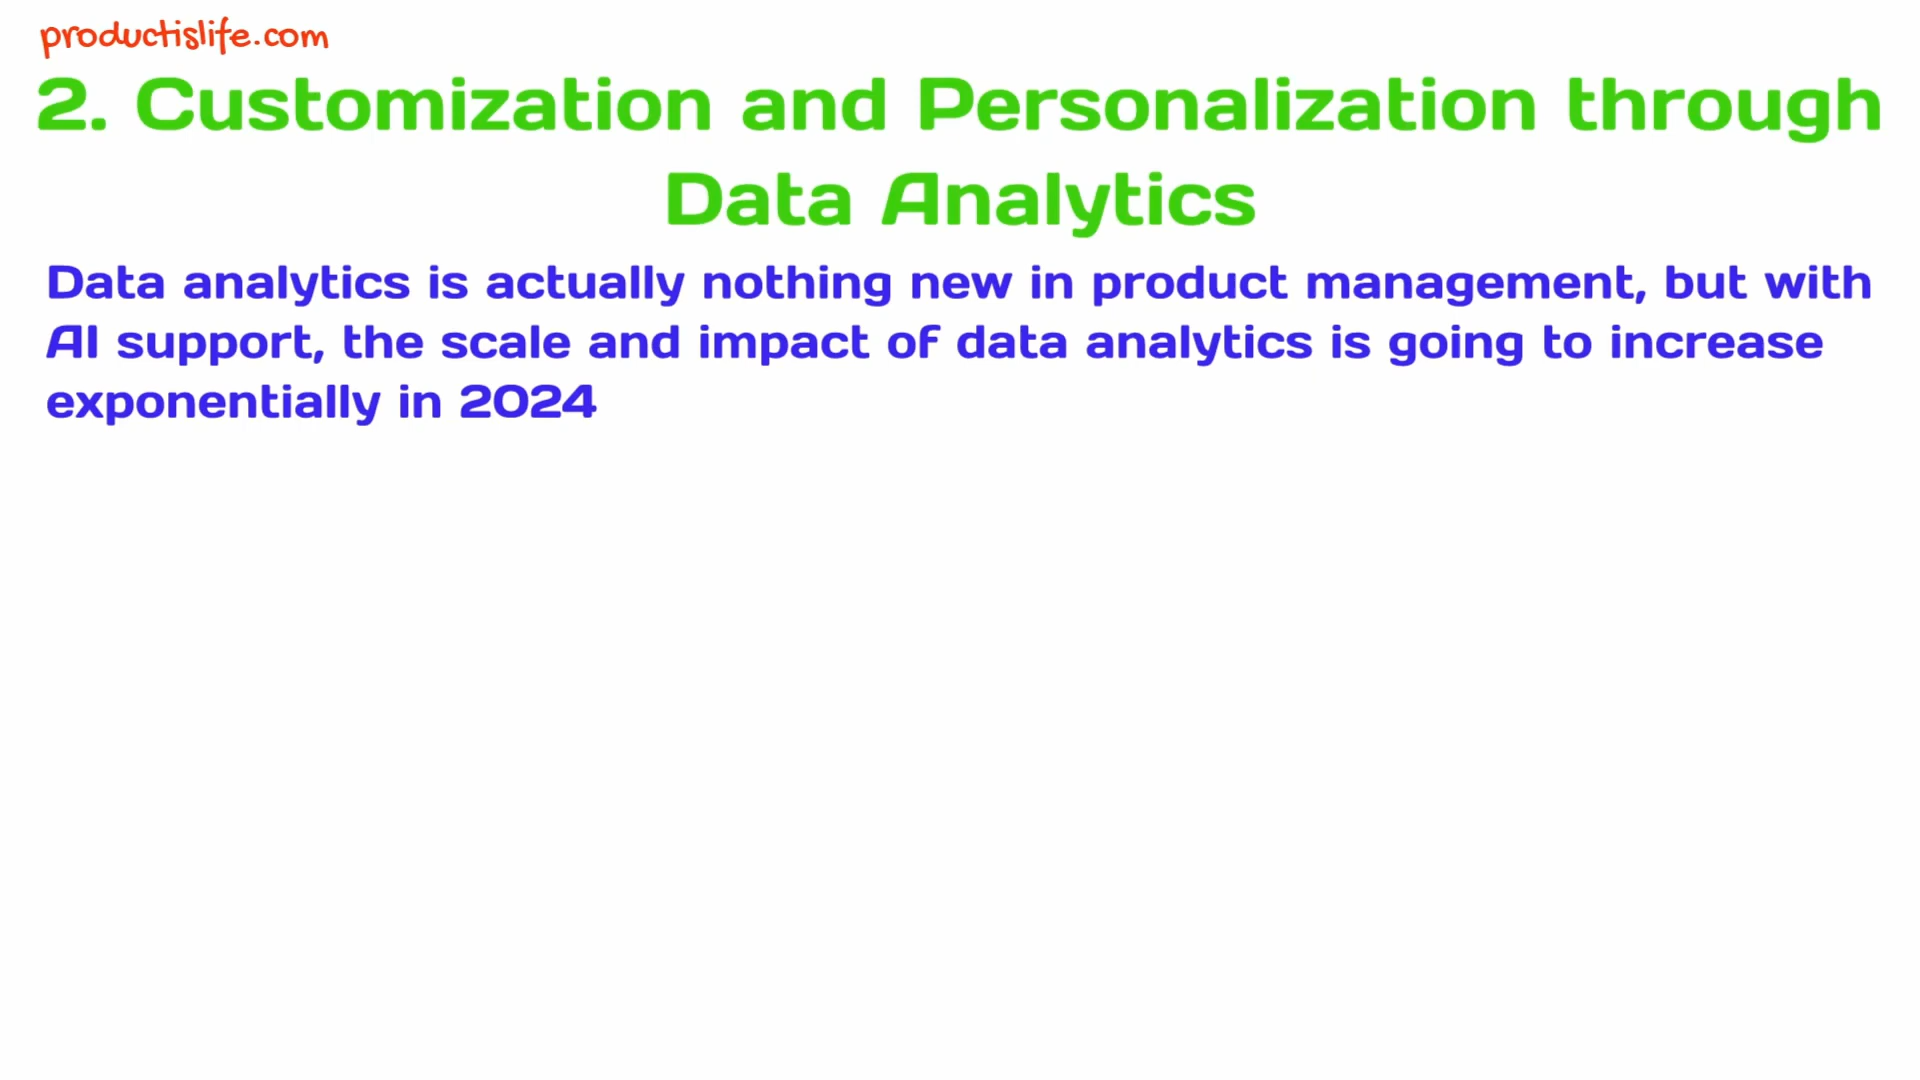 productislife.com
2. Customization and Personalization through
Data Analytics
Data analytics is actually nothing new in product management, but with
AI support, the scale and impact of data analytics is going to increase
exponentially in 2024